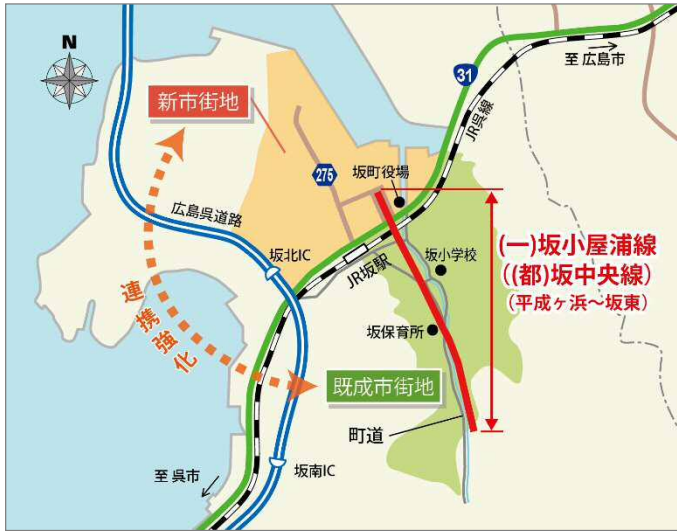 N
新市街地
275
31
至 広島市
JR呉線
坂町役場
広島呉道路
坂北IC
JR坂駅
坂小学校
(一)坂小屋浦線
((都)坂中央線)
(平成ヶ浜～坂東)
連携強化
坂保育所
既成市街地
町道
坂南IC
至 呉市